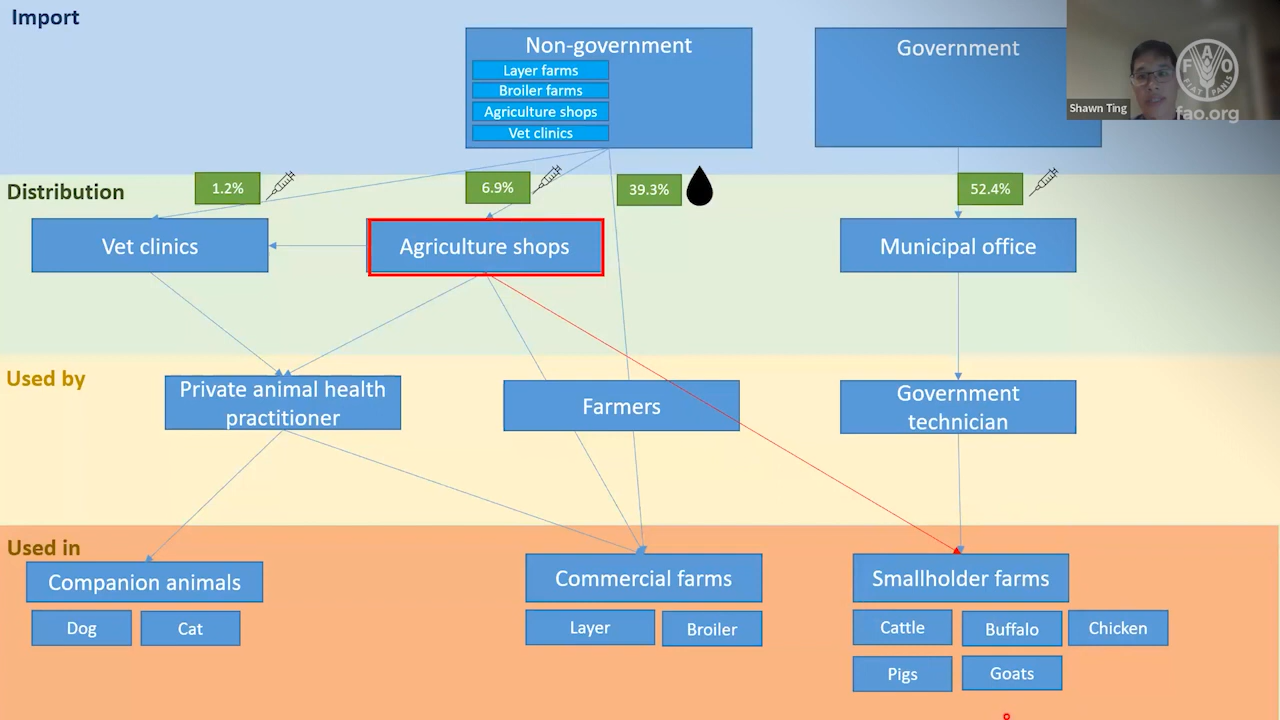 Import
Non-government
Layer farms
Broiler farms
Agriculture shops
Vet clinics
Government
Shawn Ting
F A O
FIAT PANIS
fao.org
Distribution
1.2%
6.9%
39.3%
52.4%
Vet clinics
Agriculture shops
Municipal office
Used by
Private animal health
practitioner
Farmers
Government
technician
Used in
Companion animals
Dog
Cat
Commercial farms
Layer
Broiler
Smallholder farms
Cattle
Buffalo
Chicken
Pigs
Goats